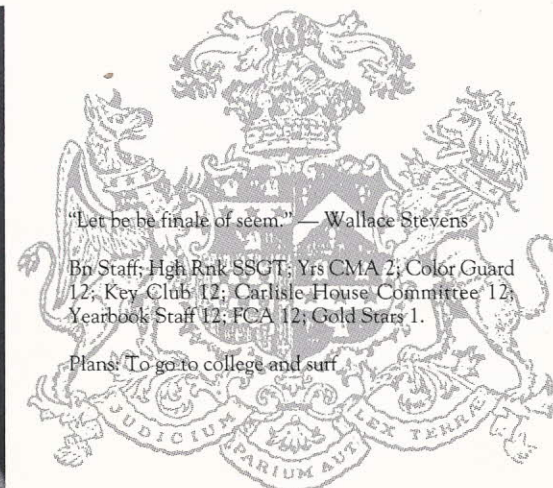 "Let be be finale of seem." — Wallace Stevens
Bn Staff; Hgh Rnk SSGT; Yrs CMA 2; Color Guard
12; Key Club 12; Carlisle House Committee 12;
Yearbook Staff 12; FCA 12; Gold Stars 1.
Plans: To go to college and surf
JUDICIUM PARIUM AUT LEX TERRÆ